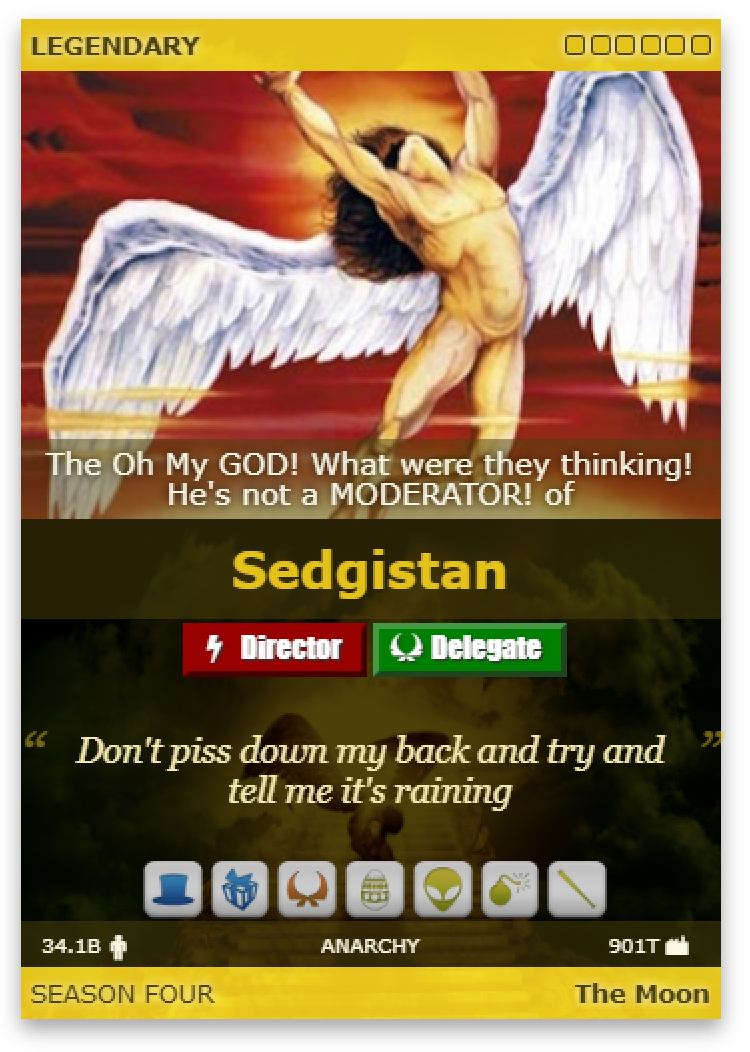 LEGENDARY
The Oh My GOD! What were they thinking!
He's not a MODERATOR! of
Sedgistan
Director Delegate
“ Don't piss down my back and try and ”
tell me it's raining
34.1B ANARCHY 901T
SEASON FOUR The Moon